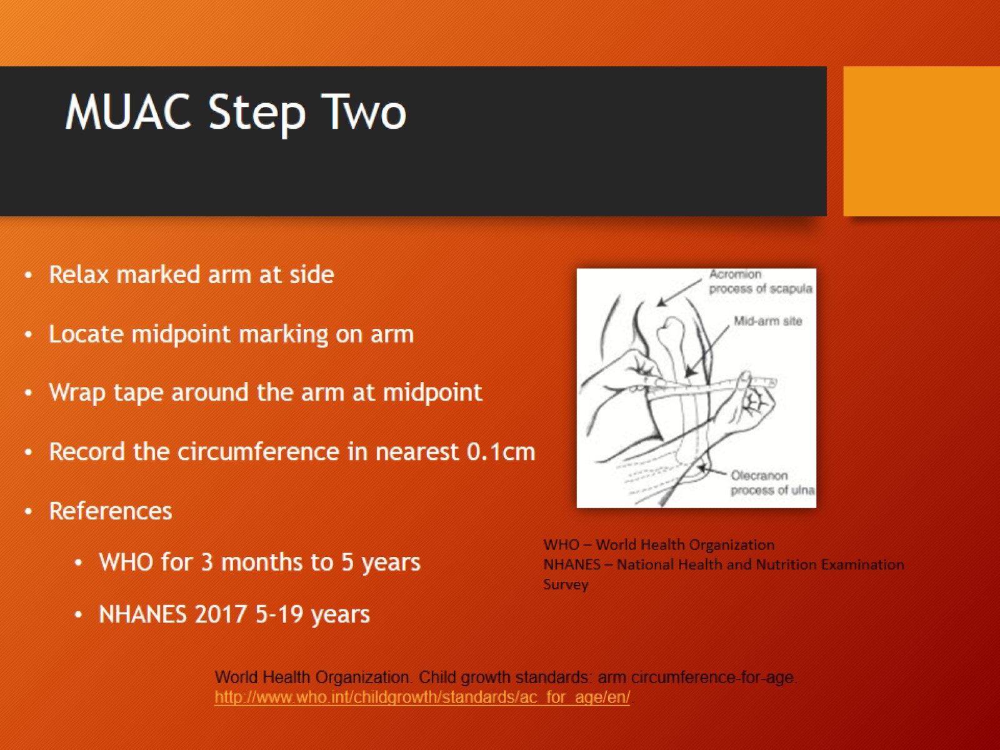 MUAC Step Two
• Relax marked arm at side
• Locate midpoint marking on arm
• Wrap tape around the arm at midpoint
• Record the circumference in nearest 0.1cm
• References
• WHO for 3 months to 5 years
• NHANES 2017 5-19 years
Acromion
process of scapula
Mid-arm site
Olecranon
process of ulna
WHO – World Health Organization
NHANES – National Health and Nutrition Examination
Survey
World Health Organization. Child growth standards: arm circumference-for-age.
http://www.who.int/childgrowth/standards/ac_for_age/en/.